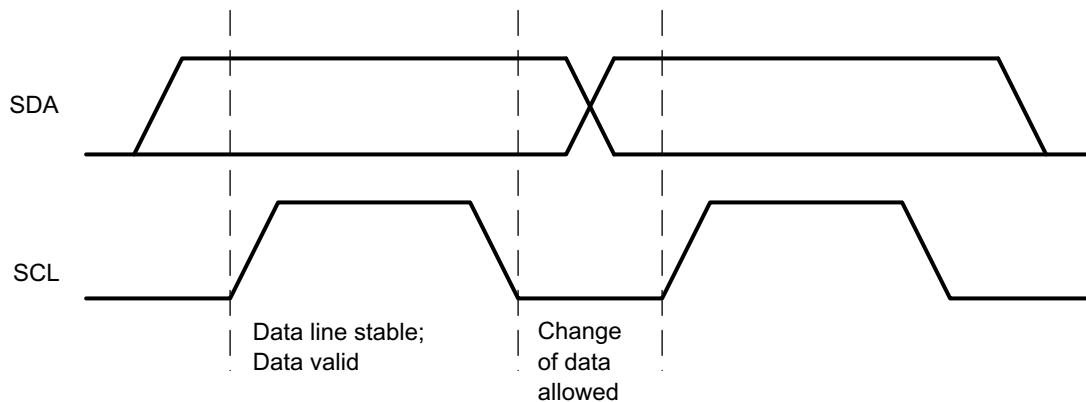 SDA
SCL
Data line stable;
Data valid
Change
of data
allowed